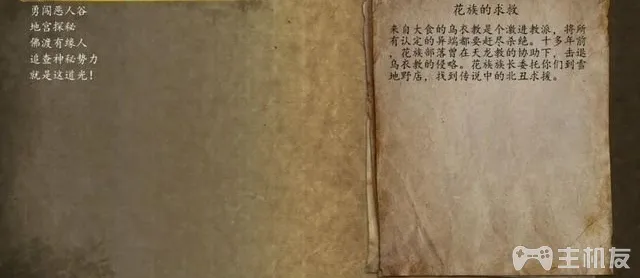 勇闯恶人谷
地宫探秘
佛渡有缘人
追查神秘势力
就是这道光！
花族的求救
来自大食的乌衣教是个激进教派，将所
有认定的异端都要赶尽杀绝。十多年前
，花族部落曾在天龙教的协助下，击退
乌衣教的侵略。花族族长委托你们到雪
地野店，找到传说中的北丑求援。
主机友